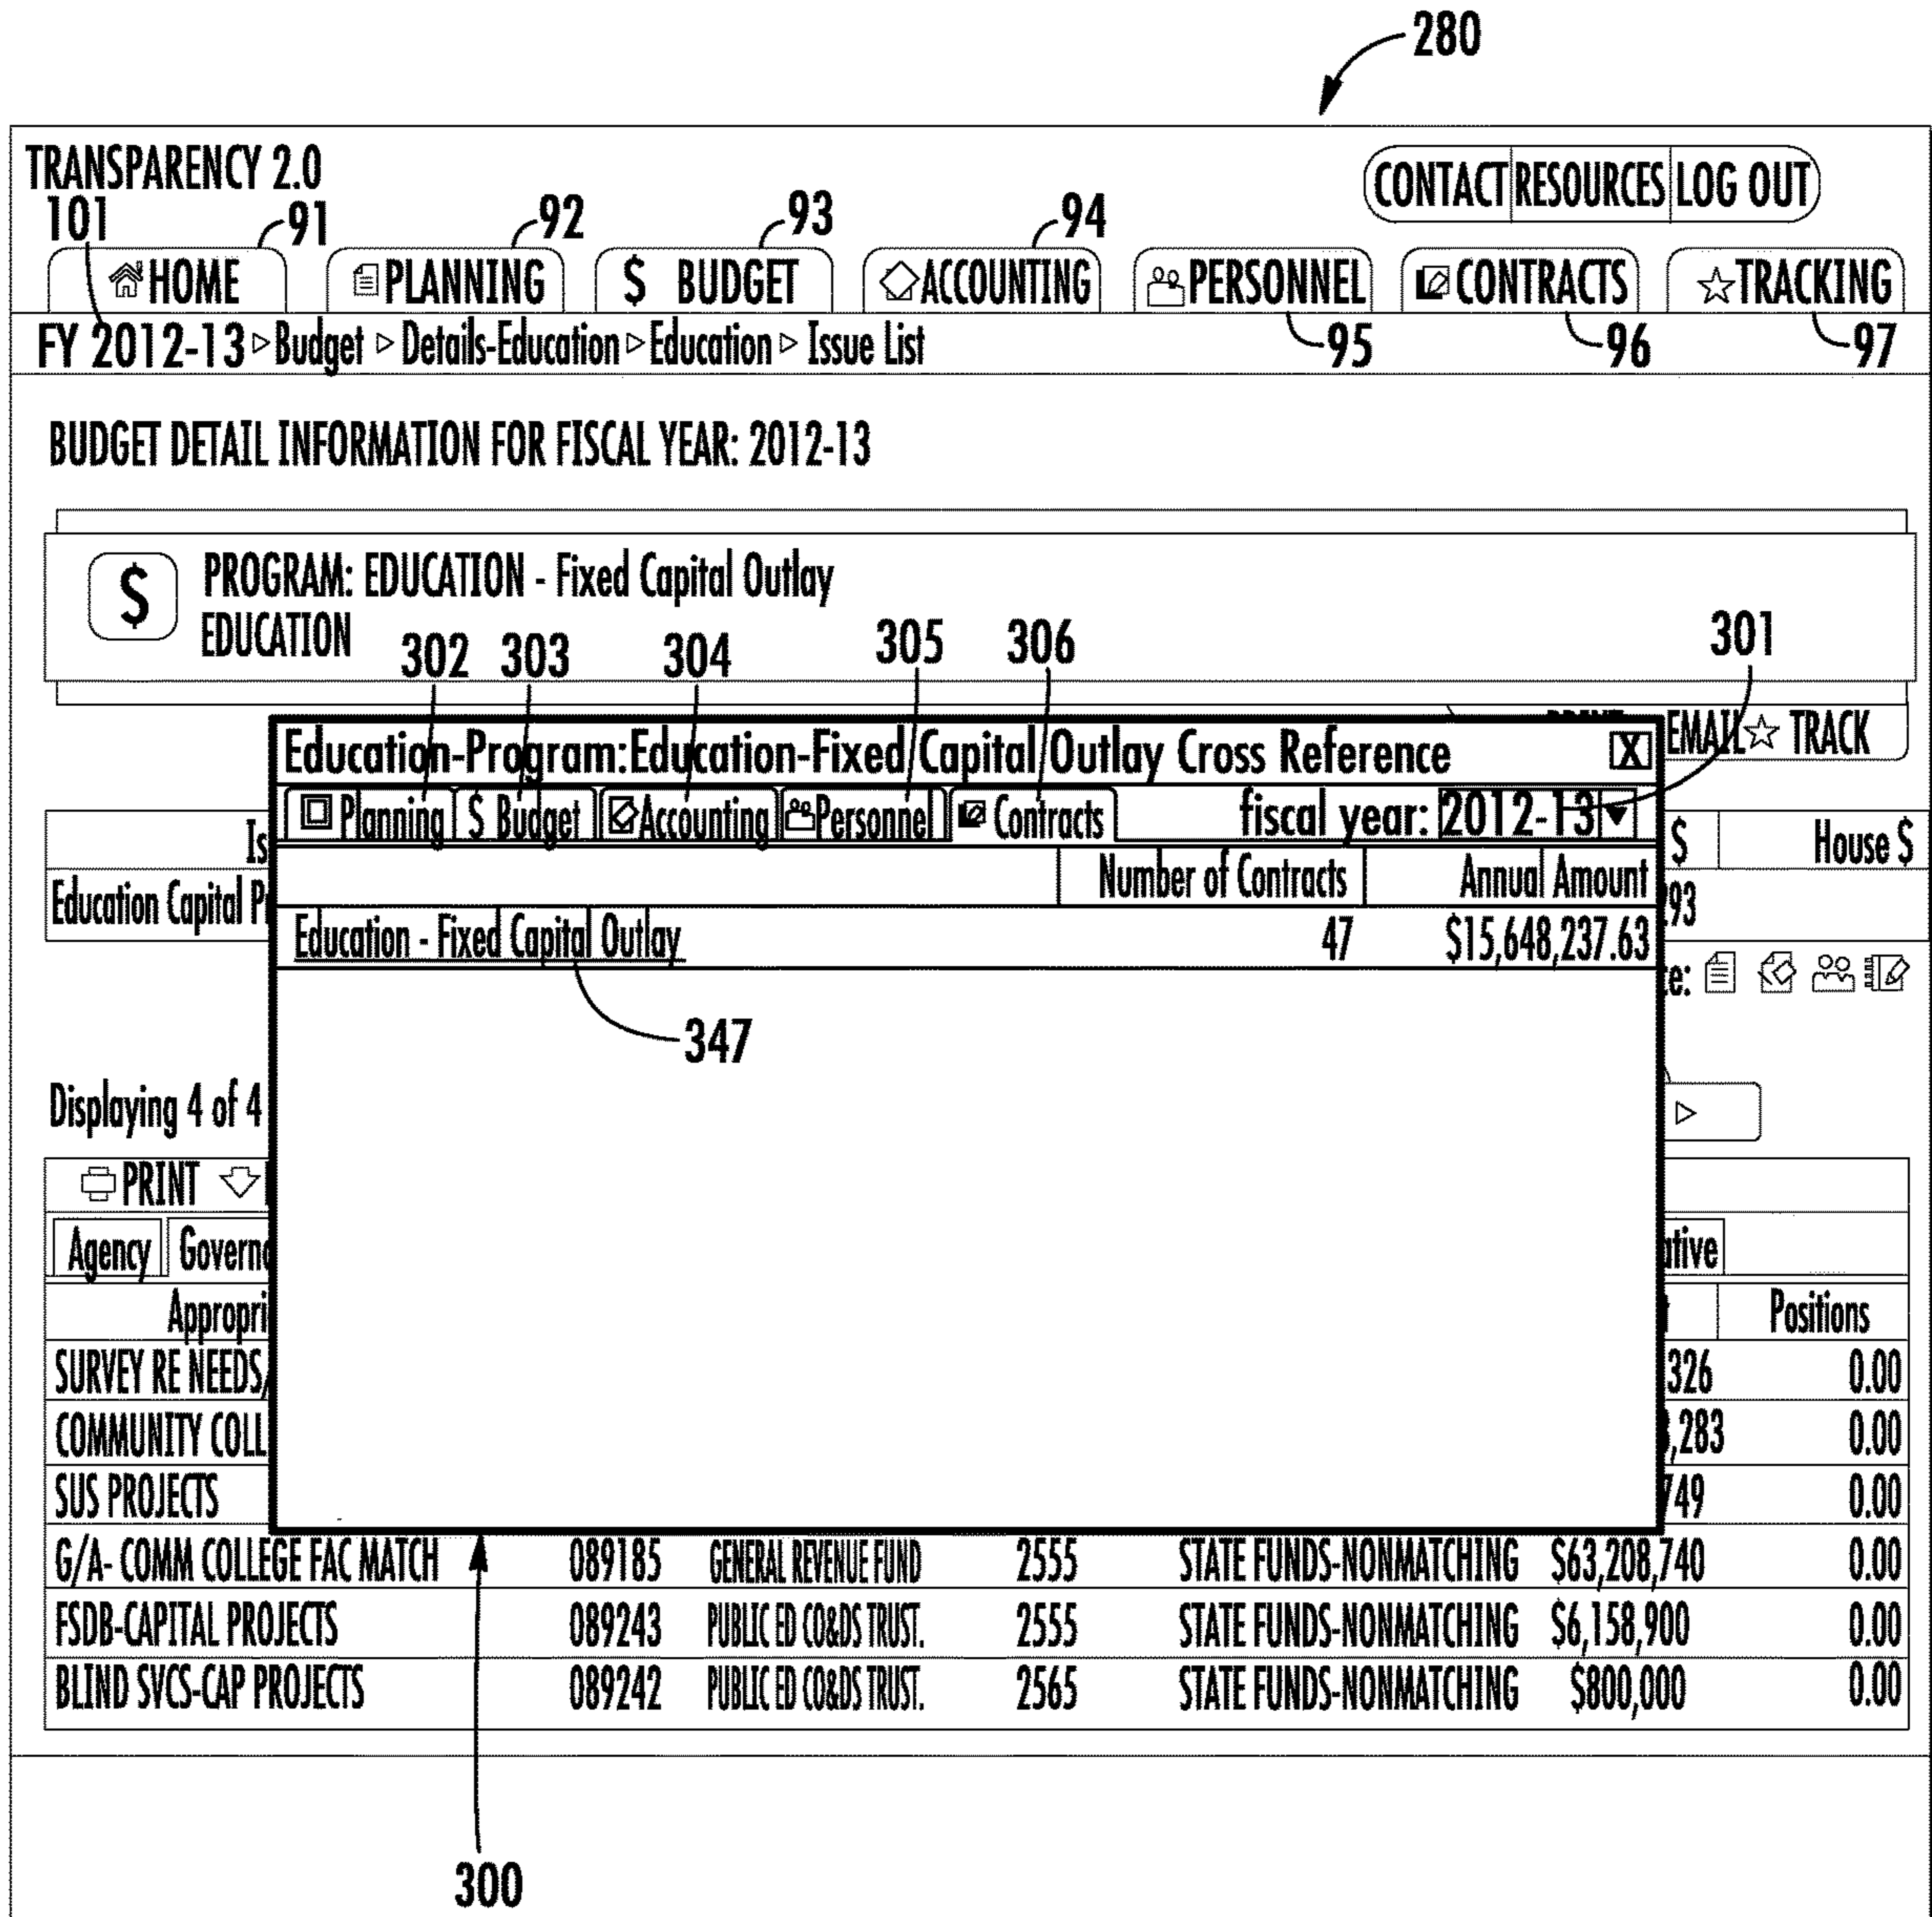 280
TRANSPARENCY 2.0
CONTACT RESOURCES LOG OUT
101 91 92 93 94
HOME PLANNING $ BUDGET ACCOUNTING PERSONNEL CONTRACTS TRACKING
FY 2012-13 ▷ Budget ▷ Details-Education ▷ Education ▷ Issue List 95 96 97
BUDGET DETAIL INFORMATION FOR FISCAL YEAR: 2012-13
$ PROGRAM: EDUCATION - Fixed Capital Outlay
EDUCATION
302 303 304 305 306 301
EMAIL ☆ TRACK
Education-Program:Education-Fixed Capital Outlay Cross Reference X
Planning $ Budget Accounting Personnel Contracts fiscal year: 2012-13
$ House $
Number of Contracts Annual Amount
Education Capital
Education - Fixed Capital Outlay 47 $15,648,237.63
347
Displaying 4 of 4
PRINT
Agency
Positions
SURVEY RE NEEDS 326 0.00
COMMUNITY ,283 0.00
SUS PROJECTS 749 0.00
G/A- COMM COLLEGE FAC MATCH 089185 GENERAL REVENUE FUND 2555 STATE FUNDS-NONMATCHING $63,208,740 0.00
FSDB-CAPITAL PROJECTS 089243 PUBLIC ED CO&DS TRUST. 2555 STATE FUNDS-NONMATCHING $6,158,900 0.00
BLIND SVCS-CAP PROJECTS 089242 PUBLIC ED CO&DS TRUST. 2565 STATE FUNDS-NONMATCHING $800,000 0.00
300